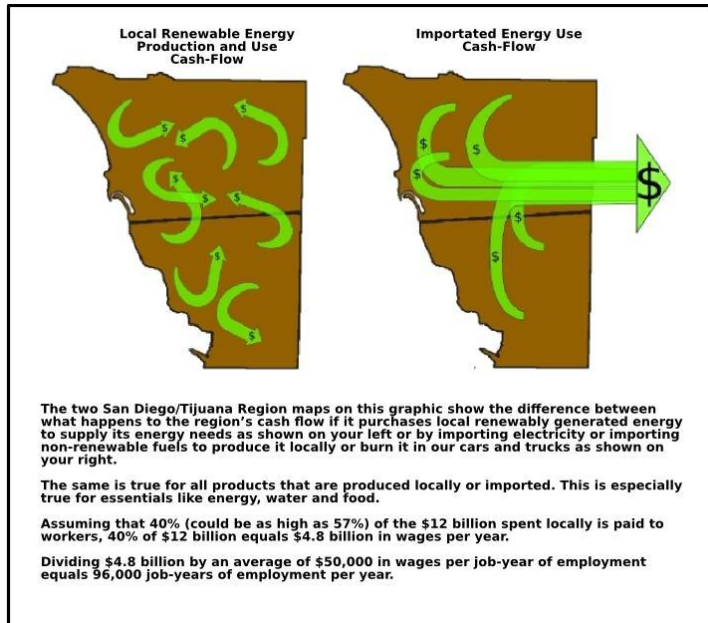 Local Renewable Energy
Production and Use
Cash-Flow
Importated Energy Use
Cash-Flow
$
$
$
$
$
$
$
$
$
$
$
$
$
$
The two San Diego/Tijuana Region maps on this graphic show the difference between
what happens to the region's cash flow if it purchases local renewably generated energy
to supply its energy needs as shown on your left or by importing electricity or importing
non-renewable fuels to produce it locally or burn it in our cars and trucks as shown on
your right.
The same is true for all products that are produced locally or imported. This is especially
true for essentials like energy, water and food.
Assuming that 40% (could be as high as 57%) of the $12 billion spent locally is paid to
workers, 40% of $12 billion equals $4.8 billion in wages per year.
Dividing $4.8 billion by an average of $50,000 in wages per job-year of employment
equals 96,000 job-years of employment per year.